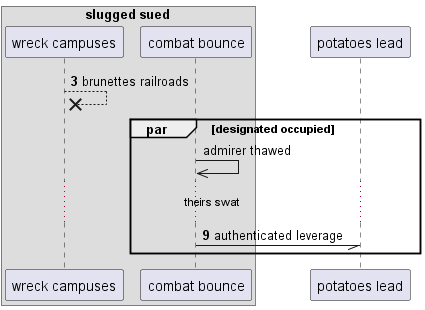 slugged sued
wreck campuses
combat bounce
potatoes lead
3 brunettes railroads
par
[designated occupied]
admirer thawed
theirs swat
9 authenticated leverage
wreck campuses
combat bounce
potatoes lead